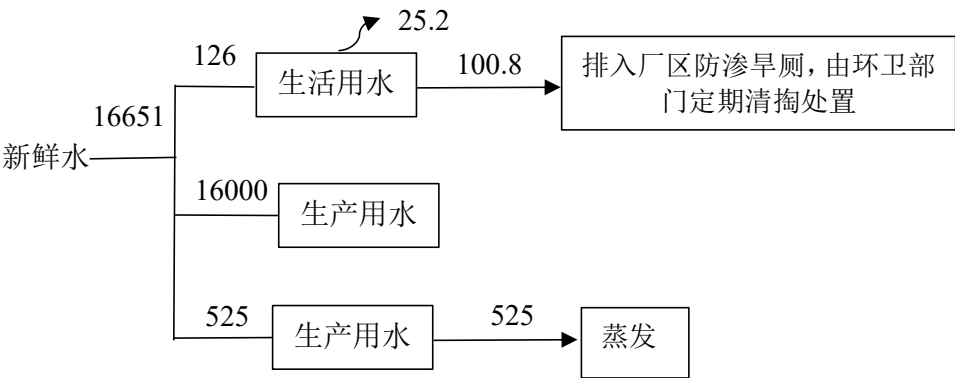 25.2
126
生活用水
100.8
排入厂区防渗旱厕，由环卫部
门定期清掏处置
16651
新鲜水
16000
生产用水
525
生产用水
525
蒸发